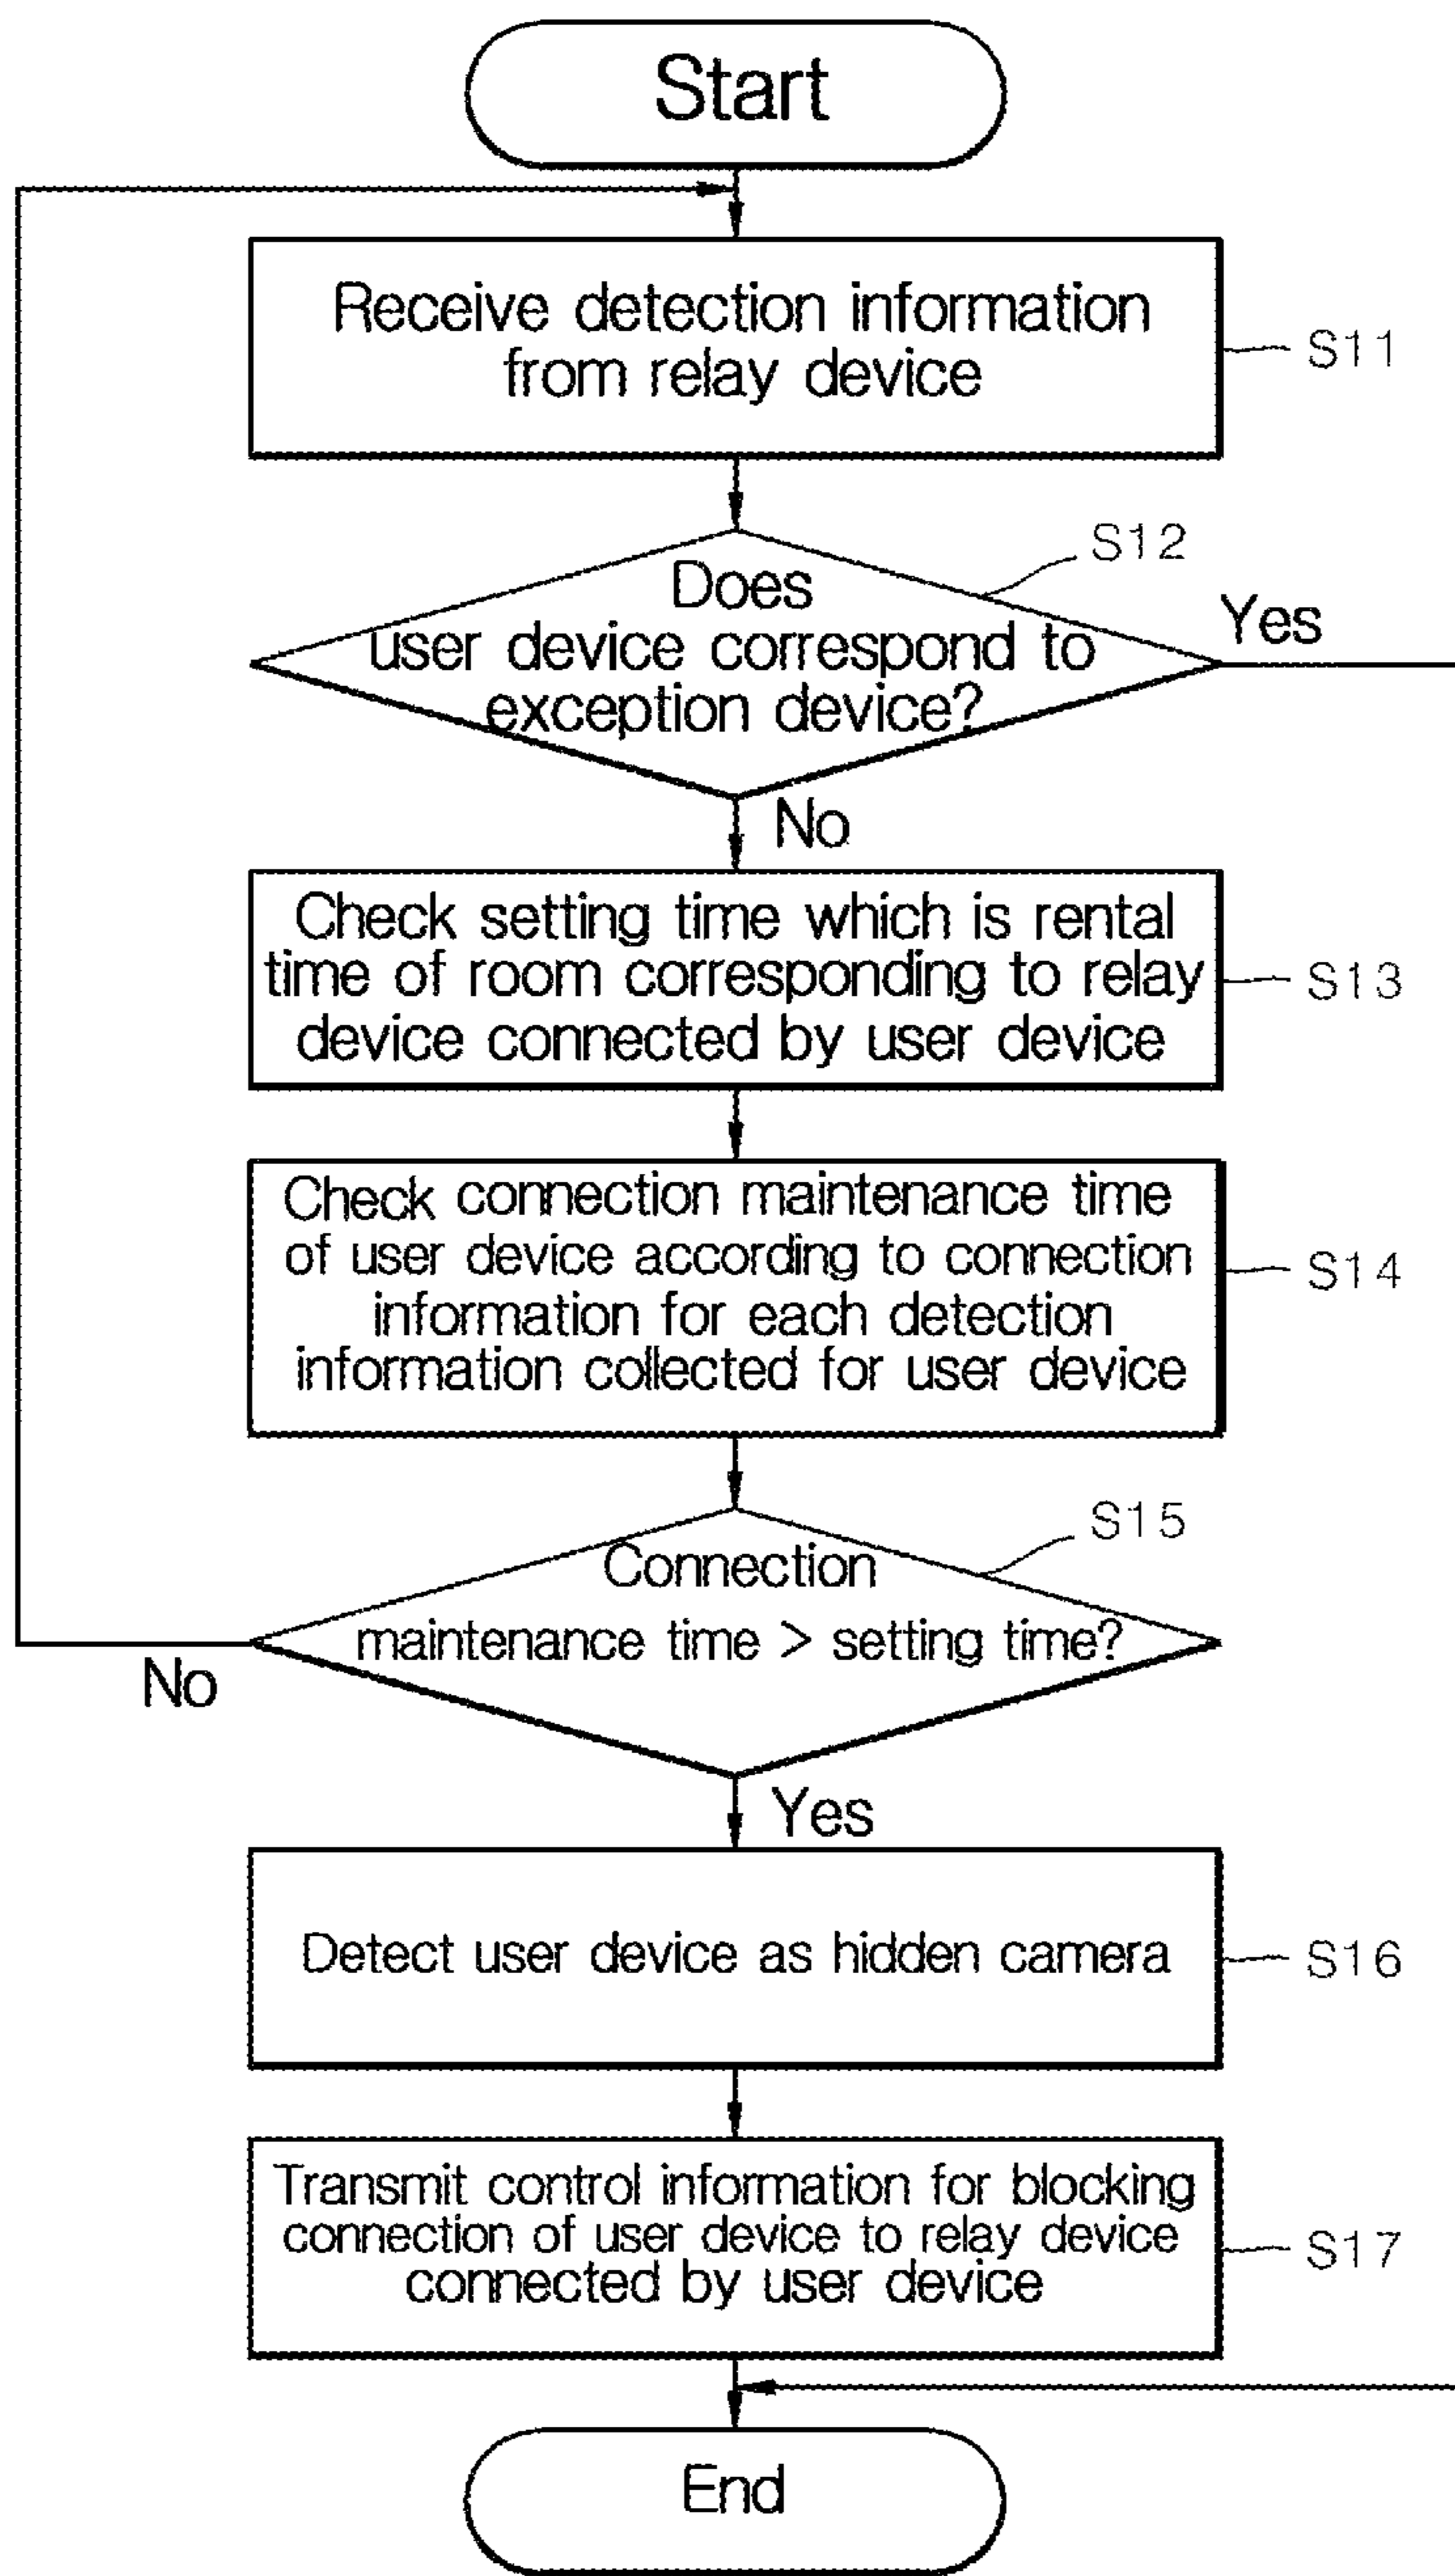 Start
Receive detection information
from relay device
S11
S12
Does
user device correspond to
exception device?
Yes
No
Check setting time which is rental
time of room corresponding to relay
device connected by user device
S13
Check connection maintenance time
of user device according to connection
information for each detection
information collected for user device
S14
S15
Connection
maintenance time > setting time?
No
Yes
Detect user device as hidden camera
S16
Transmit control information for blocking
connection of user device to relay device
connected by user device
S17
End